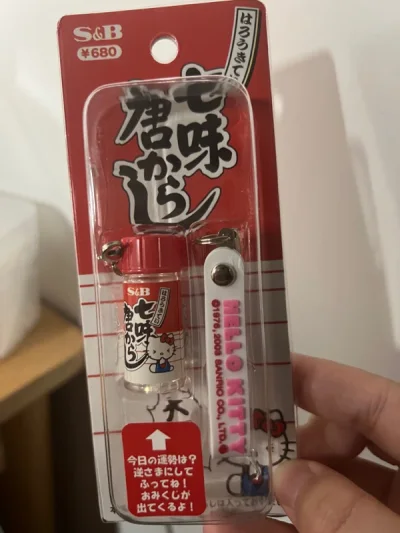 S&B
¥680
はろうきてぃ
七味
唐からし
S&B
七味
唐からし
HELLO KITTY
©1976, 2003 SANRIO CO., LTD.
今日の運勢は?
逆さまにして
ふってね!
おみくじが
出てくるよ!